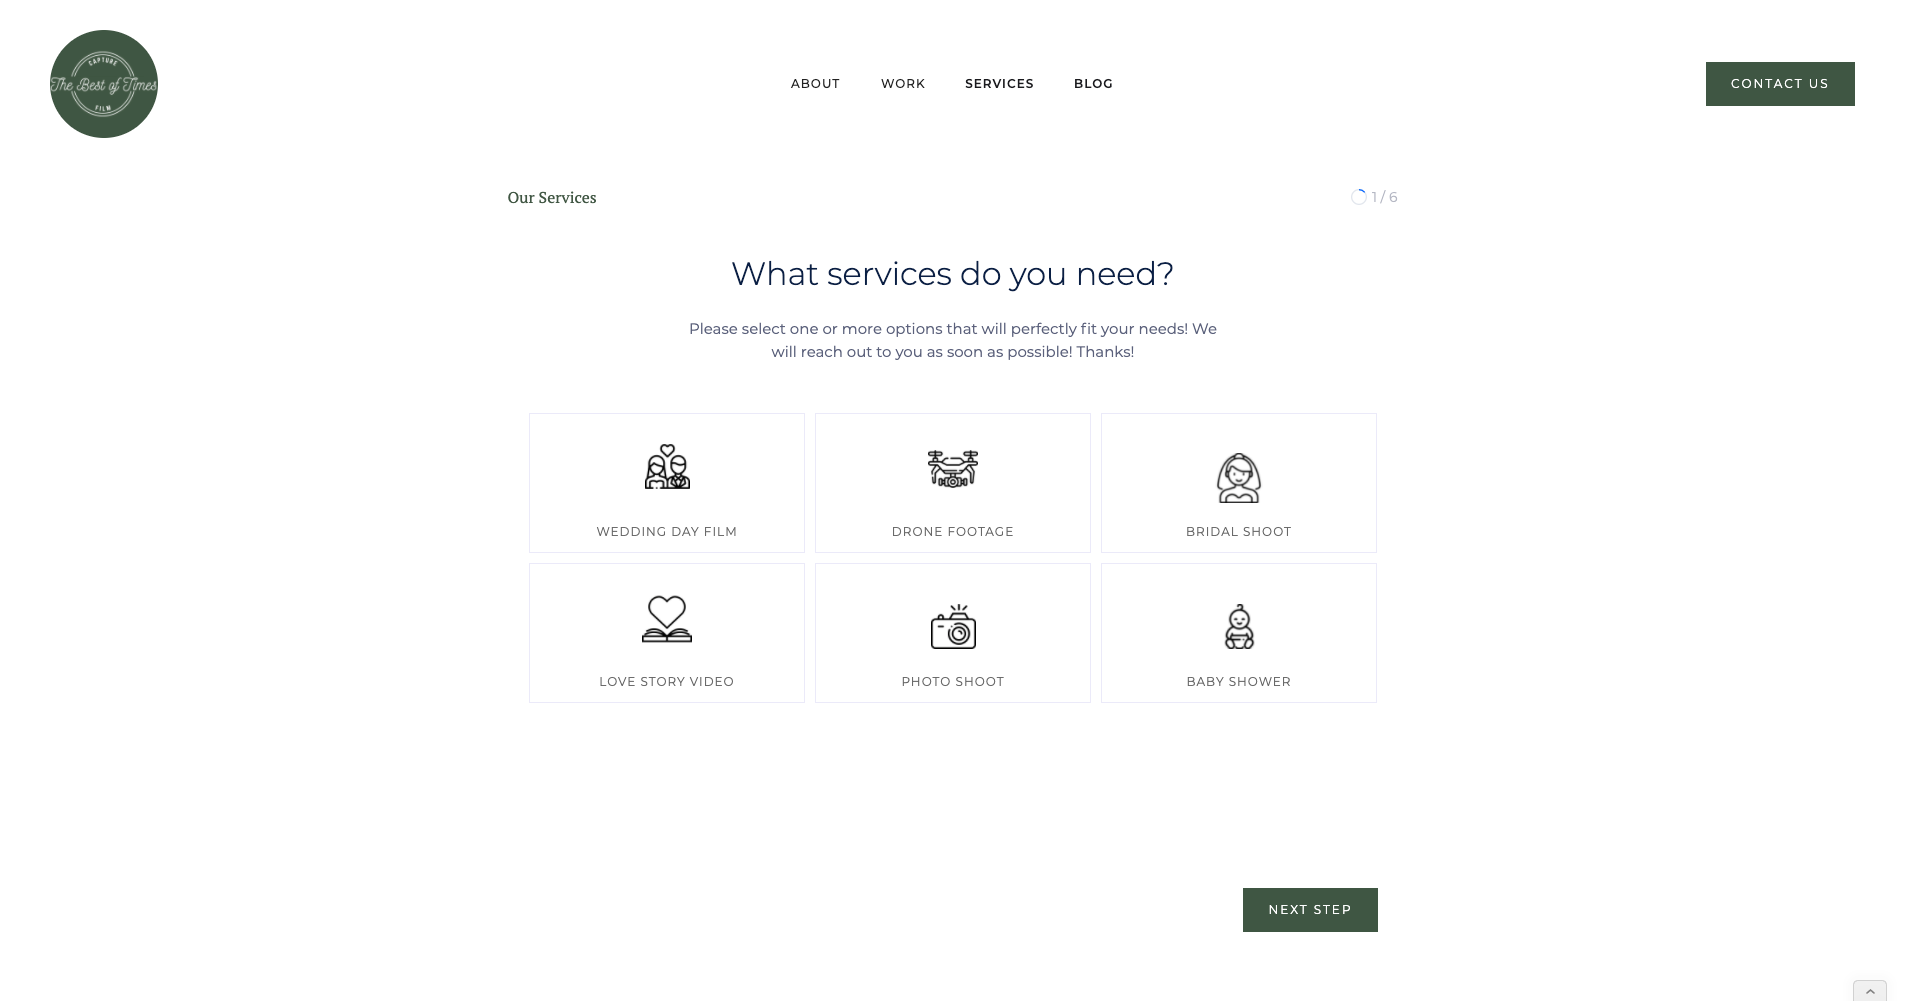 CAPTURE
The Best of Times
FILM
ABOUT
WORK
SERVICES
BLOG
CONTACT US
Our Services
1 / 6
What services do you need?
Please select one or more options that will perfectly fit your needs! We
will reach out to you as soon as possible! Thanks!
WEDDING DAY FILM
DRONE FOOTAGE
BRIDAL SHOOT
LOVE STORY VIDEO
PHOTO SHOOT
BABY SHOWER
NEXT STEP